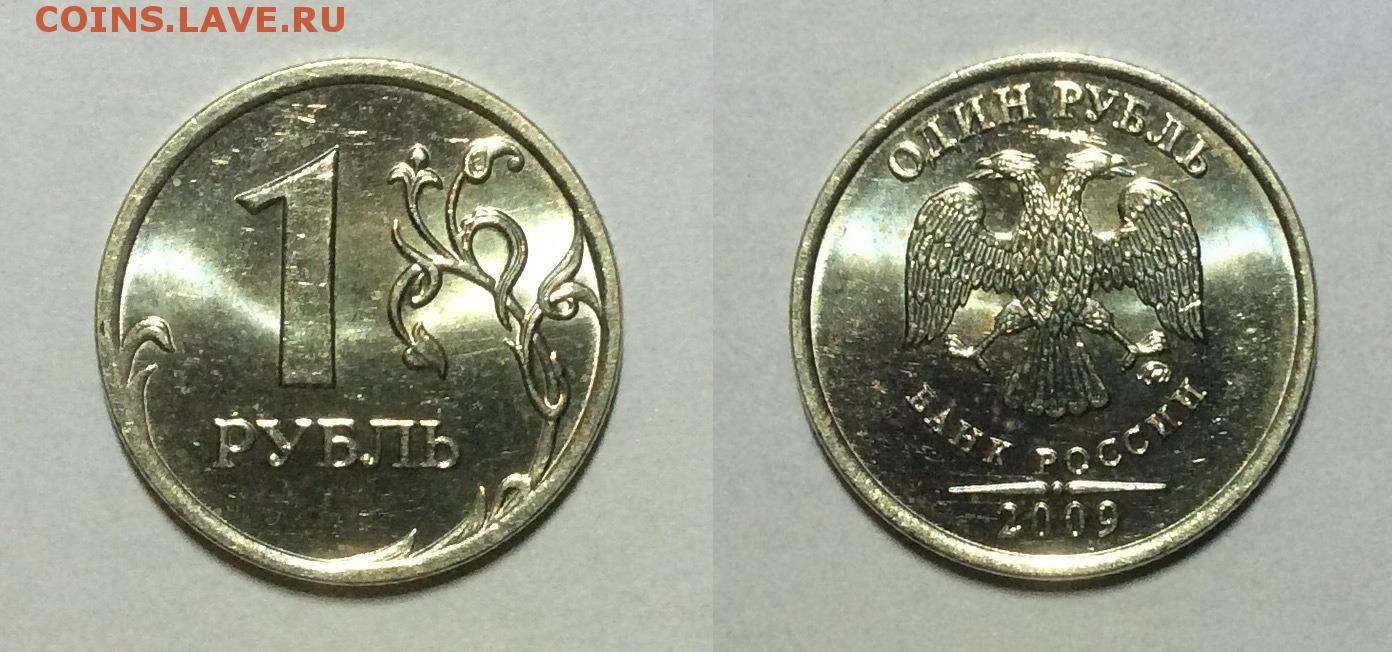 COINS.LAVE.RU
1
РУБЛЬ
ОДИН РУБЛЬ
БАНК РОССИИ
2009